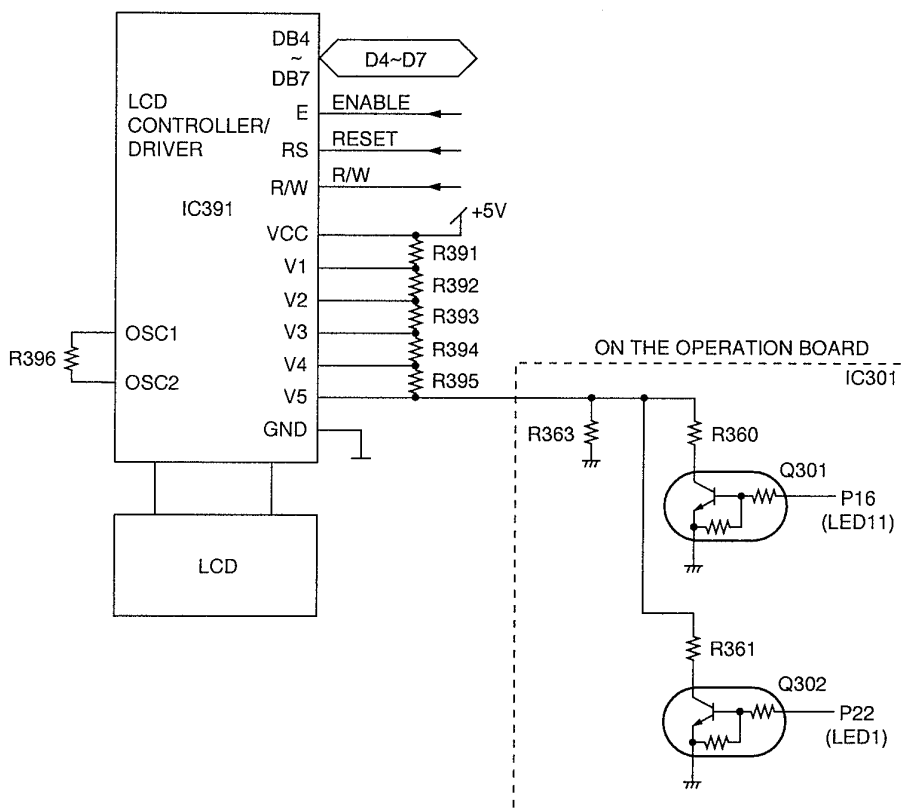 DB4
~
DB7
D4~D7
LCD
CONTROLLER/
DRIVER
IC391
E
ENABLE
RS
RESET
R/W
R/W
VCC
+5V
R391
V1
R392
V2
R393
V3
R394
V4
R395
V5
GND
OSC1
R396
OSC2
LCD
ON THE OPERATION BOARD
IC301
R363
R360
Q301
P16
(LED11)
R361
Q302
P22
(LED1)